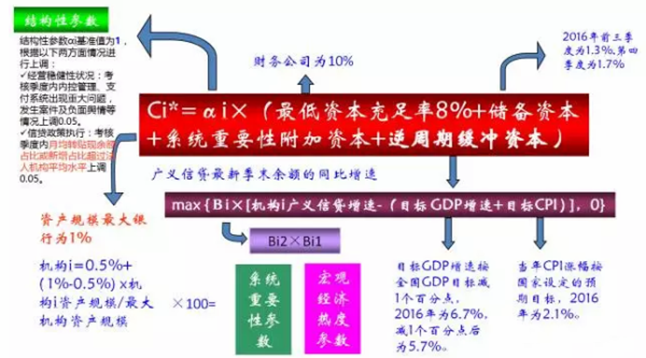 结构性参数
结构性参数αi基准值为1,
根据以下两方面情况进
行上调:
✓经营稳健性状况:考
核季度内内控管理、支
付系统出现重大问题,
发生案件及负面舆情等
情况上调0.05。
✓信贷政策执行:考核
季度内月均转贴现余额
占比或新增占比超过法
人机构平均水平上调
0.05。
财务公司为10%
2016年前三季
度为1.3%.第四
季度为1.7%
Ci*=αi×(最低资本充足率8%+储备资本
+系统重要性附加资本+逆周期缓冲资本)
广义信贷最新季末余额的同比增速
max{Bi×[机构i广义信贷增速-(目标GDP增速+目标CPI)],0}
资产规模最大银
行为1%
机构i=0.5%+
(1%-0.5%)×机
构i资产规模/最大
机构资产规模
×100=
Bi2×Bi1
系统
重要
性参
数
宏观
经济
热度
参数
目标GDP增速按
全国GDP目标减
1个百分点,
2016年为6.7%,
减1个百分点后
为5.7%。
当年CPI涨幅按
国家设定的预
期目标,2016
年为2.1%。